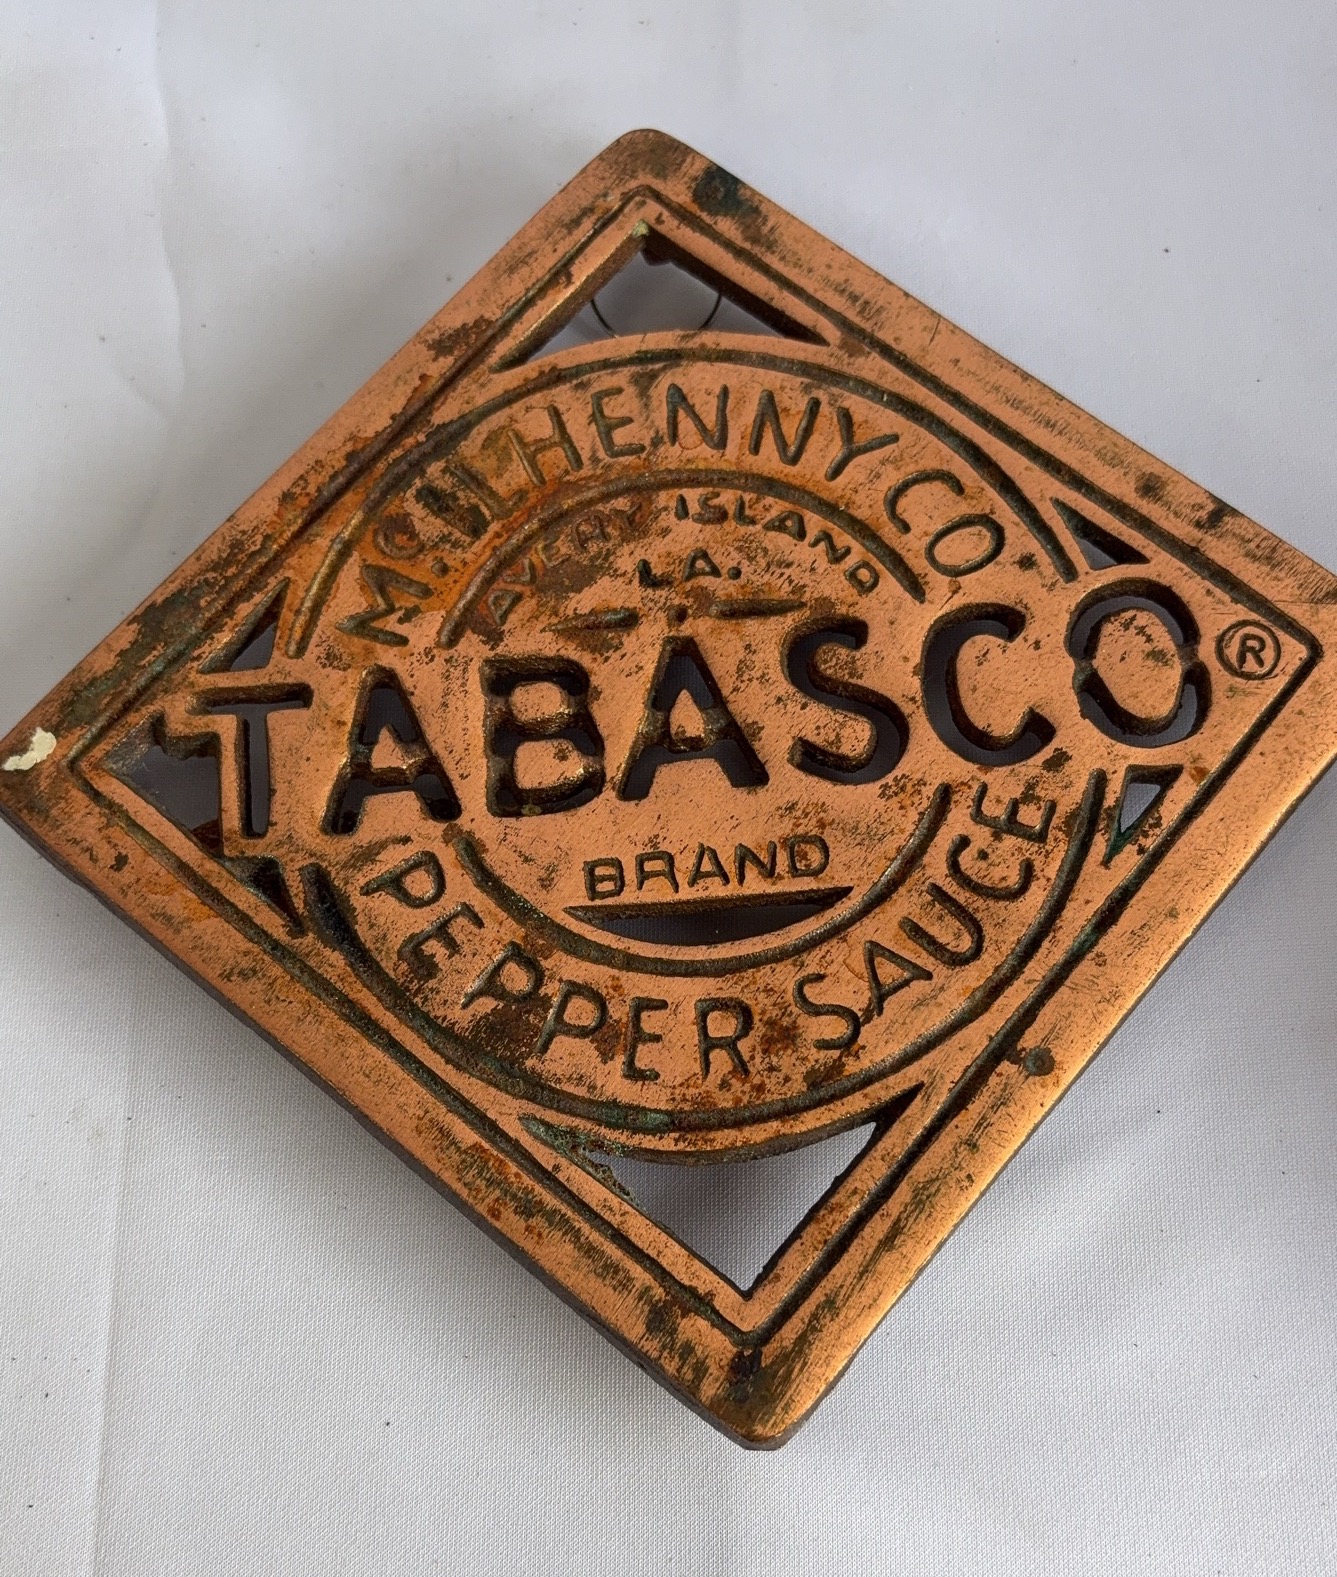 McILHENNY CO.
AVERY ISLAND
LA.
TABASCO®
BRAND
PEPPER SAUCE